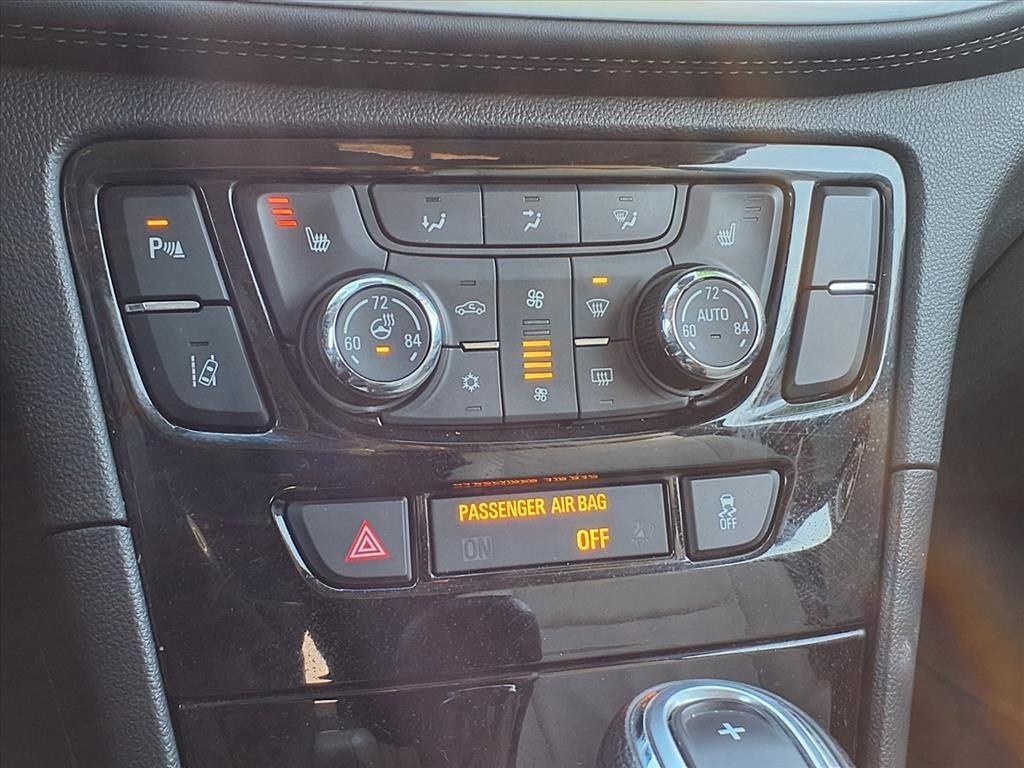 P
72
60 84
72
AUTO
60 84
PASSENGER AIR BAG
ON OFF
OFF
+